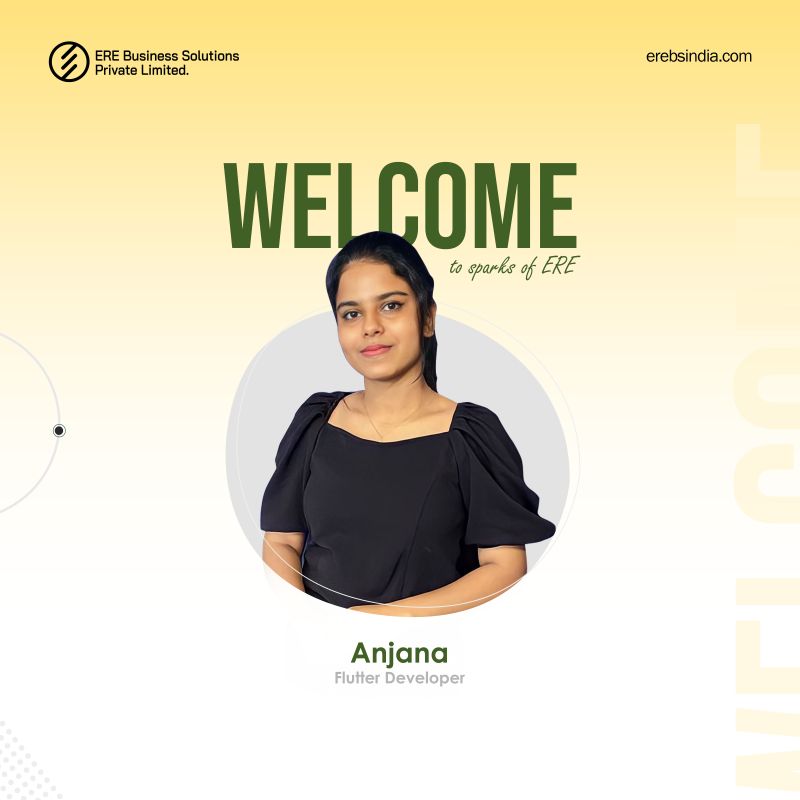 ERE Business Solutions
Private Limited.
erebsindia.com
WELCOME
to sparks of ERE
Anjana
Flutter Developer
WELCOME